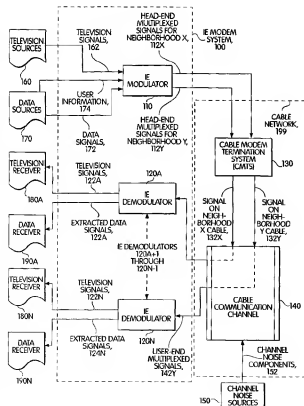 TELEVISION SIGNALS, 162
HEAD-END MULTIPLEXED SIGNALS FOR NEIGHBORHOOD X, 112X
IE MODEM SYSTEM, 100
TELEVISION SOURCES
160
USER INFORMATION, 174
IE MODULATOR
110
CABLE NETWORK, 199
DATA SOURCES
170
DATA SIGNALS, 172
HEAD-END MULTIPLEXED SIGNALS FOR NEIGHBORHOOD Y, 112Y
CABLE MODEM TERMINATION SYSTEM (CMTS)
130
TELEVISION RECEIVER
180A
TELEVISION SIGNALS, 122A
120A
IE DEMODULATOR
SIGNAL ON NEIGHBORHOOD X CABLE, 132X
SIGNAL ON NEIGHBORHOOD Y CABLE, 132Y
DATA RECEIVER
190A
EXTRACTED DATA SIGNALS, 122A
IE DEMODULATORS 120A+1 THROUGH 120N-1
TELEVISION RECEIVER
180N
TELEVISION SIGNALS, 122N
IE DEMODULATOR
120N
CABLE COMMUNICATION CHANNEL
140
DATA RECEIVER
190N
EXTRACTED DATA SIGNALS, 124N
USER-END MULTIPLEXED SIGNALS, 142Y
CHANNEL NOISE COMPONENTS, 152
150
CHANNEL NOISE SOURCES